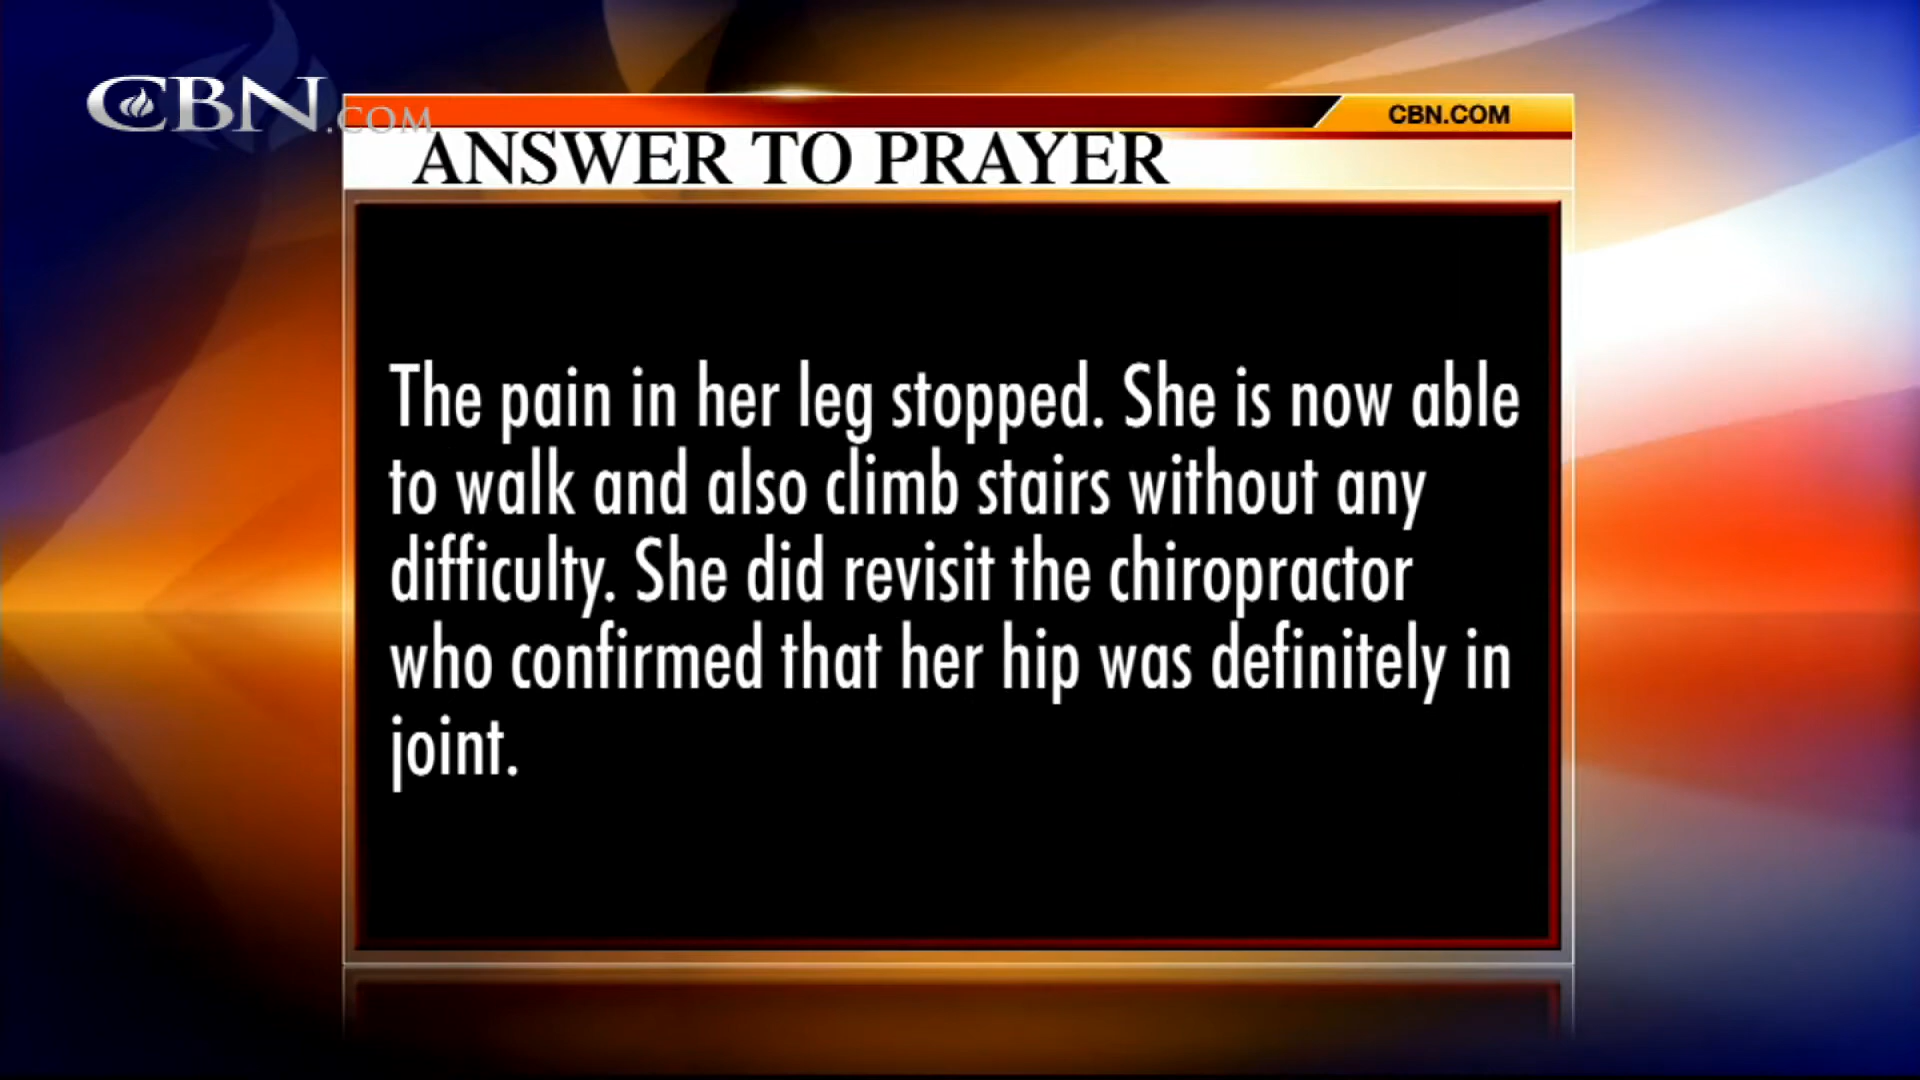 CBN.COM
CBN.COM
ANSWER TO PRAYER
The pain in her leg stopped. She is now able
to walk and also climb stairs without any
difficulty. She did revisit the chiropractor
who confirmed that her hip was definitely in
joint.